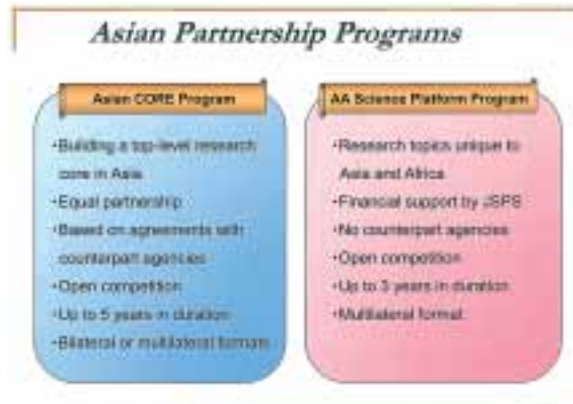 Asian Partnership Programs
Asian CORE Program
•Building a top-level research
core in Asia
•Equal partnership
•Based on agreements with
counterpart agencies
•Open competition
•Up to 5 years in duration
•Bilateral or multilateral formats
AA Science Platform Program
•Research topics unique to
Asia and Africa
•Financial support by JSPS
•No counterpart agencies
•Open competition
•Up to 3 years in duration
•Multilateral format